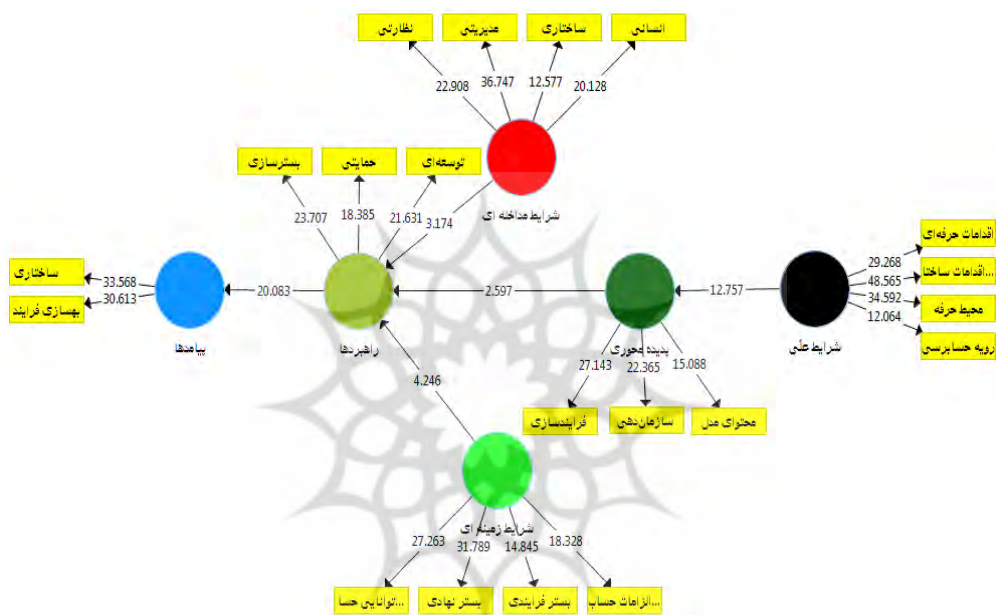 نظارتی
مدیریتی
ساختاری
انسانی
22.908
36.747
12.577
20.128
شرایط مداخله ای
بسترسازی
حمایتی
توسعه‌ای
23.707
18.385
21.631
3.174
اقدامات حرفه‌ای
اقدامات ساختا...
محیط حرفه
رویه حسابرسی
29.268
48.565
34.592
12.064
شرایط علّی
12.757
2.597
20.083
ساختاری
بهسازی فرایند
33.568
30.613
پیامدها
راهبردها
پدیده محوری
27.143
22.365
15.088
فرایندسازی
سازمان‌دهی
محتوای مدل
4.246
شرایط زمینه ای
27.263
31.789
14.845
18.328
توانایی حسا...
بستر نهادی
بستر فرایندی
الزامات حساب...